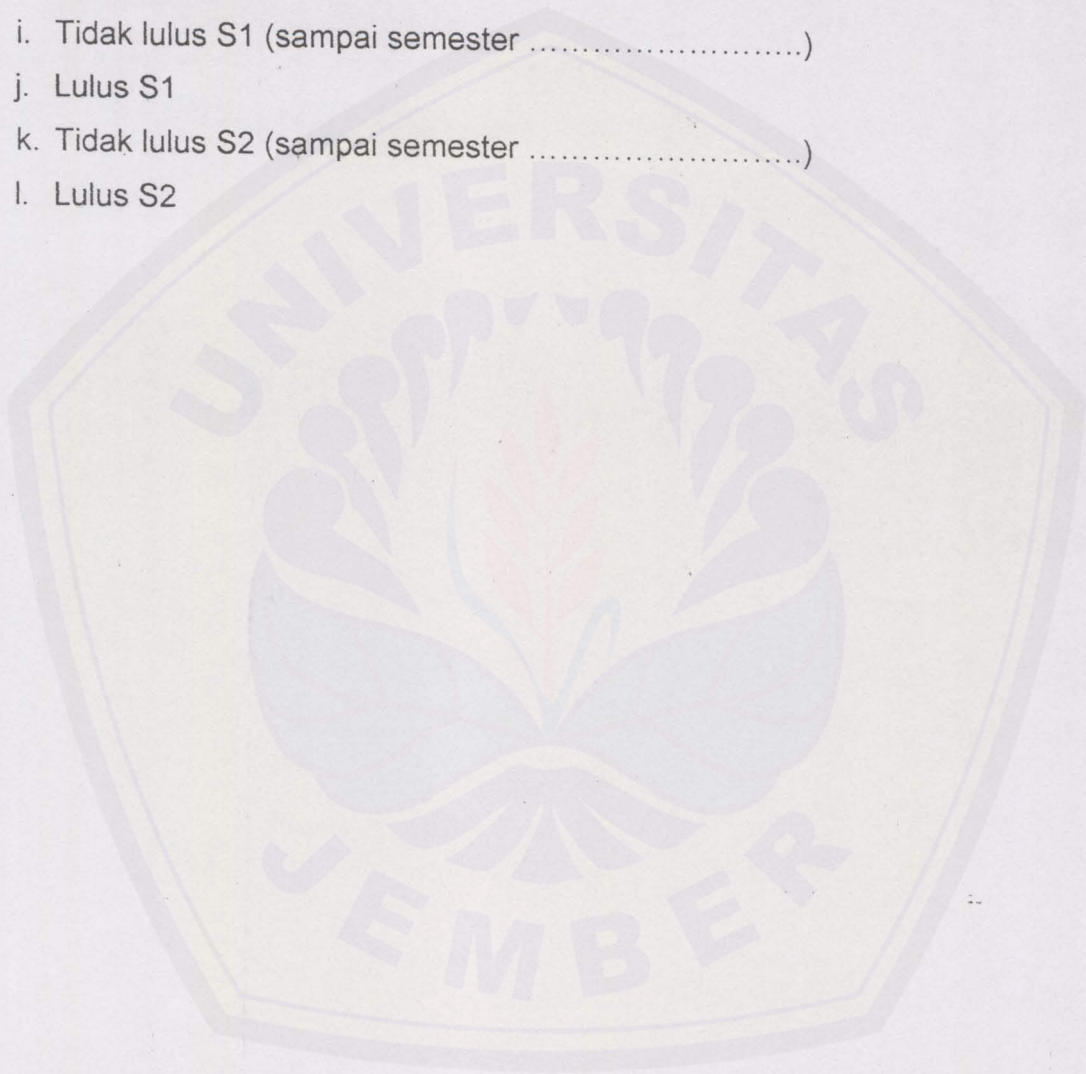 i. Tidak lulus S1 (sampai semester ..........................)
j. Lulus S1
k. Tidak lulus S2 (sampai semester ..........................)
l. Lulus S2
UNIVERSITAS
JEMBER